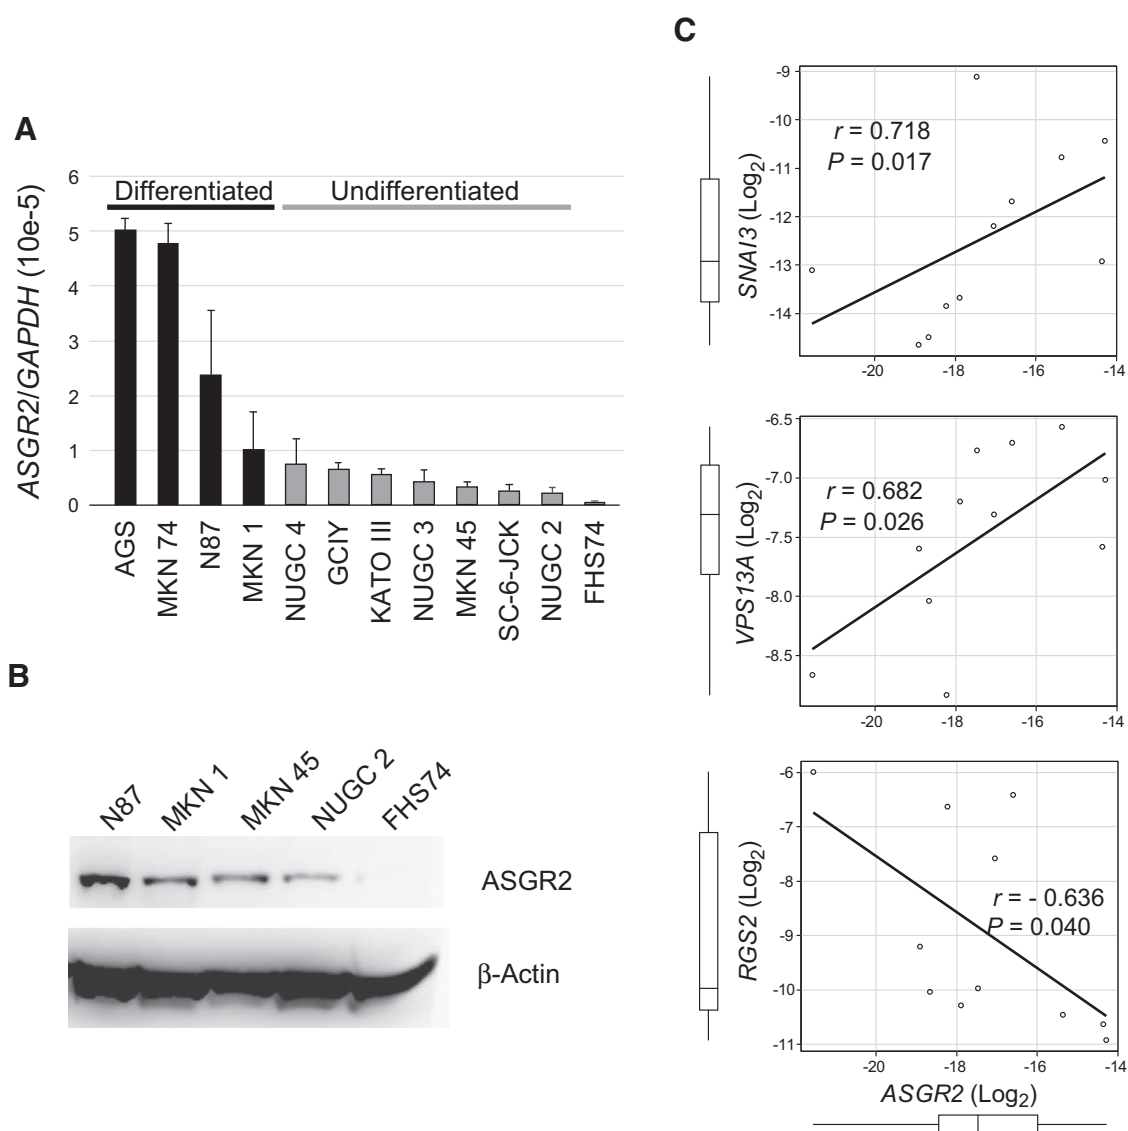 A
ASGR2/GAPDH (10e-5)
6
5
4
3
2
1
0
Differentiated
Undifferentiated
AGS
MKN 74
N87
MKN 1
NUGC 4
GCIY
KATO III
NUGC 3
MKN 45
SC-6-JCK
NUGC 2
FHS74
B
N87
MKN 1
MKN 45
NUGC 2
FHS74
ASGR2
β-Actin
C
SNAI3 (Log2)
-9
-10
-11
-12
-13
-14
r = 0.718
P = 0.017
-20
-18
-16
-14
VPS13A (Log2)
-6.5
-7.0
-7.5
-8.0
-8.5
r = 0.682
P = 0.026
-20
-18
-16
-14
RGS2 (Log2)
-6
-7
-8
-9
-10
-11
r = - 0.636
P = 0.040
-20
-18
-16
-14
ASGR2 (Log2)